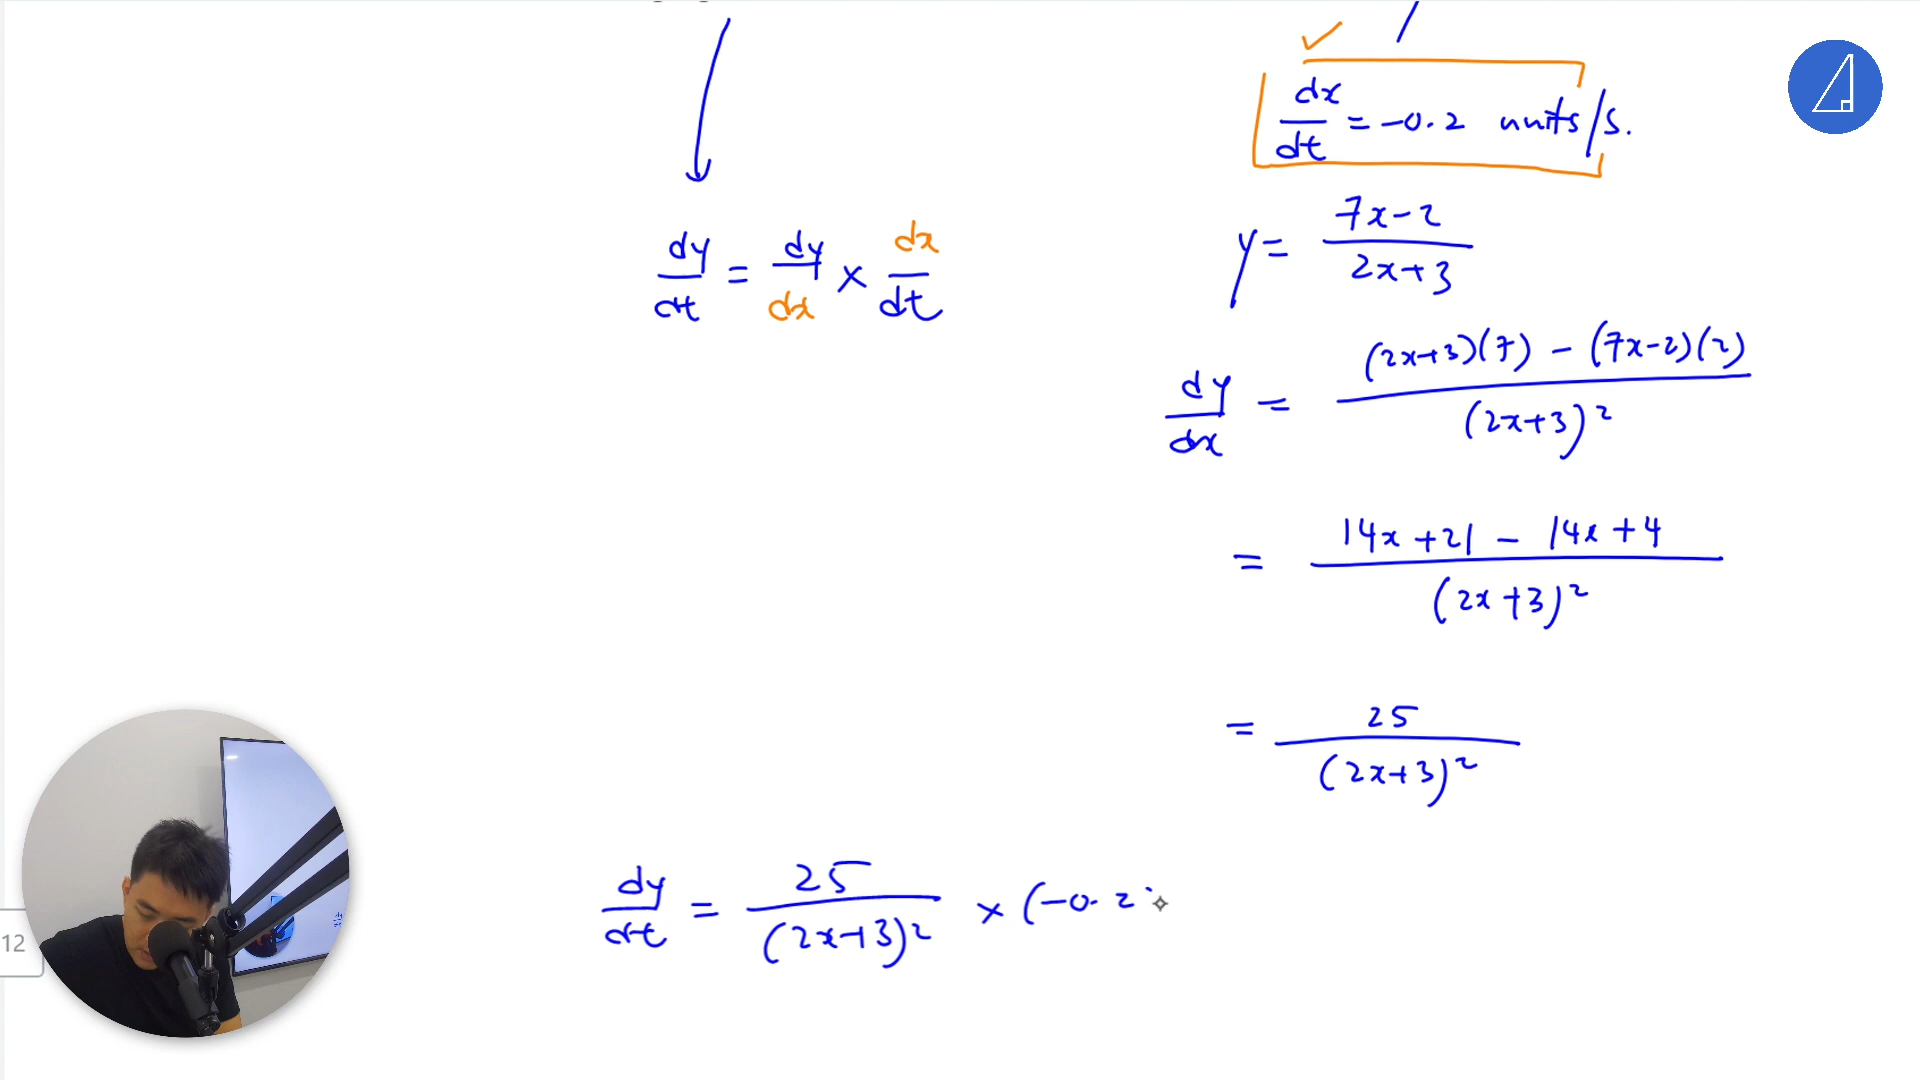 dx/dt = -0.2 units/s.
y = (7x-2)/(2x+3)
dy/dt = dy/dx × dx/dt
dy/dx = ((2x+3)(7) - (7x-2)(2))/(2x+3)²
= (14x+21 - 14x+4)/(2x+3)²
= 25/(2x+3)²
dy/dt = 25/(2x+3)² × (-0.2
12